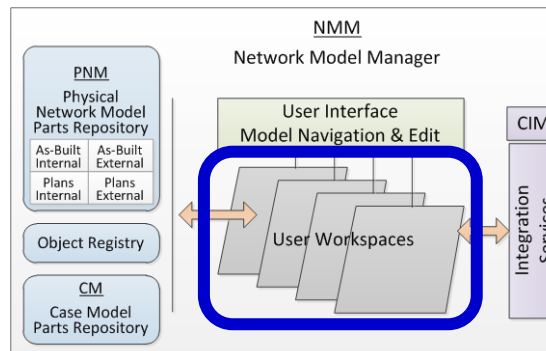 NMM
Network Model Manager
PNM
Physical
Network Model
Parts Repository
As-Built As-Built
Internal External
Plans Plans
Internal External
Object Registry
CM
Case Model
Parts Repository
User Interface
Model Navigation & Edit
User Workspaces
CIM
Integration
Services